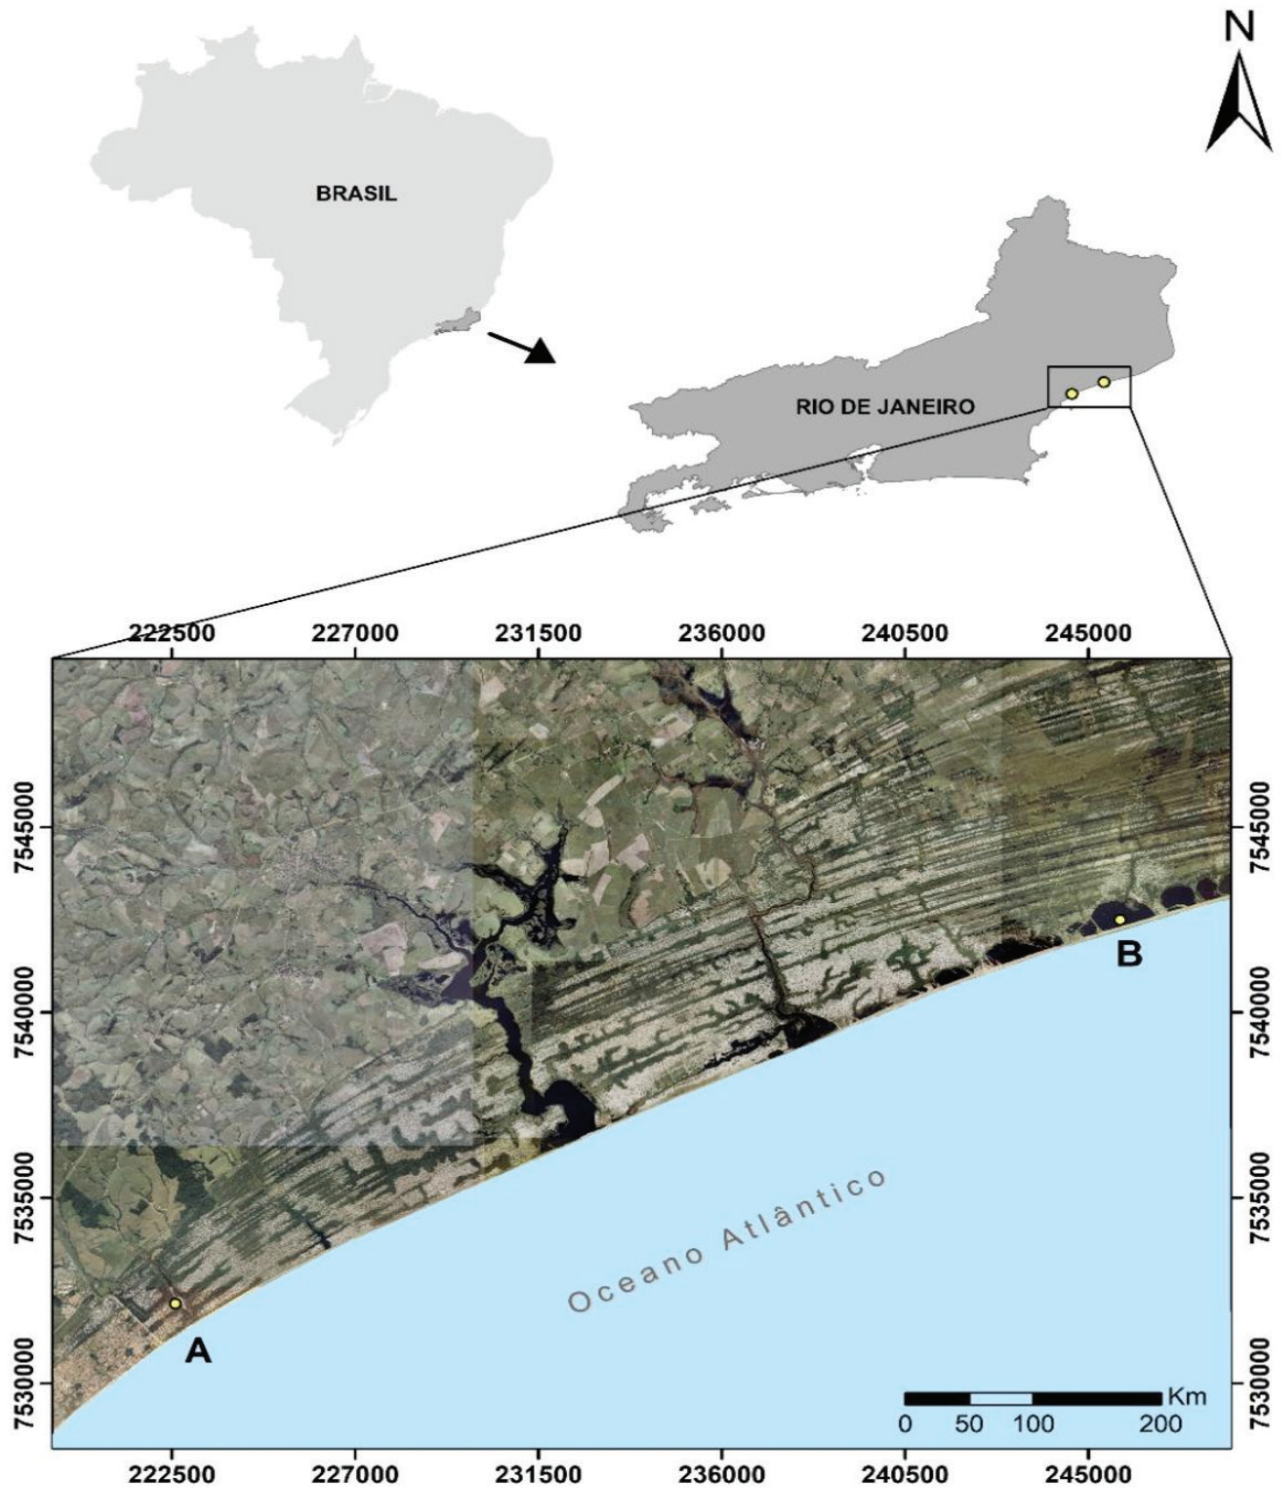 N
BRASIL
RIO DE JANEIRO
222500 227000 231500 236000 240500 245000
7545000 7545000
B
7540000 7540000
Oceano Atlântico
7535000 7535000
A
7530000 7530000
Km
0 50 100 200
222500 227000 231500 236000 240500 245000